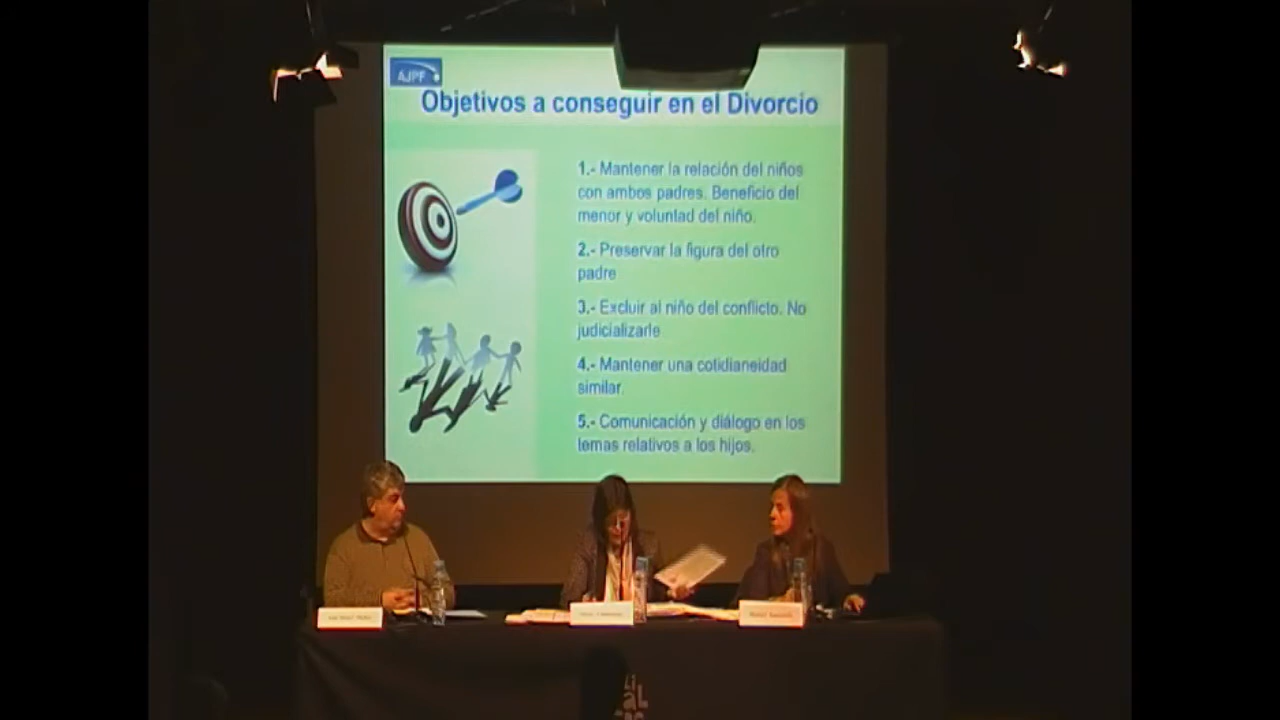 AJPF
Objetivos a conseguir en el Divorcio
1.- Mantener la relación del niños
con ambos padres. Beneficio del
menor y voluntad del niño.
2.- Preservar la figura del otro
padre
3.- Excluir al niño del conflicto. No
judicializarle
4.- Mantener una cotidianeidad
similar.
5.- Comunicación y diálogo en los
temas relativos a los hijos.